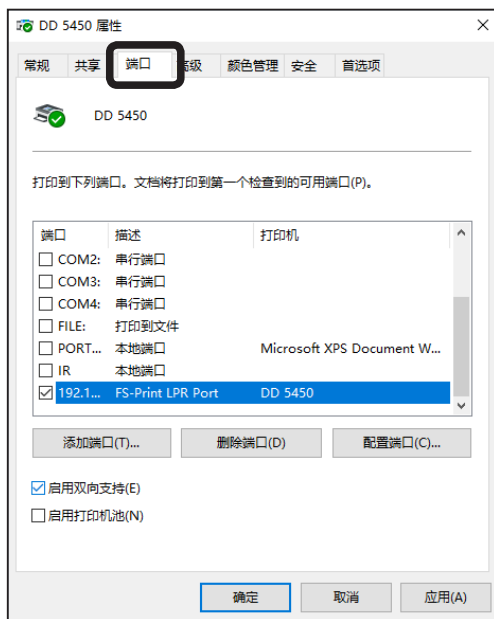 DD 5450 属性
常规 共享 端口 高级 颜色管理 安全 首选项
DD 5450
打印到下列端口。文档将打印到第一个检查到的可用端口(P)。
端口 描述 打印机
COM2: 串行端口
COM3: 串行端口
COM4: 串行端口
FILE: 打印到文件
PORT... 本地端口 Microsoft XPS Document W...
IR 本地端口
192.1... FS-Print LPR Port DD 5450
添加端口(T)... 删除端口(D) 配置端口(C)...
启用双向支持(E)
启用打印机池(N)
确定 取消 应用(A)